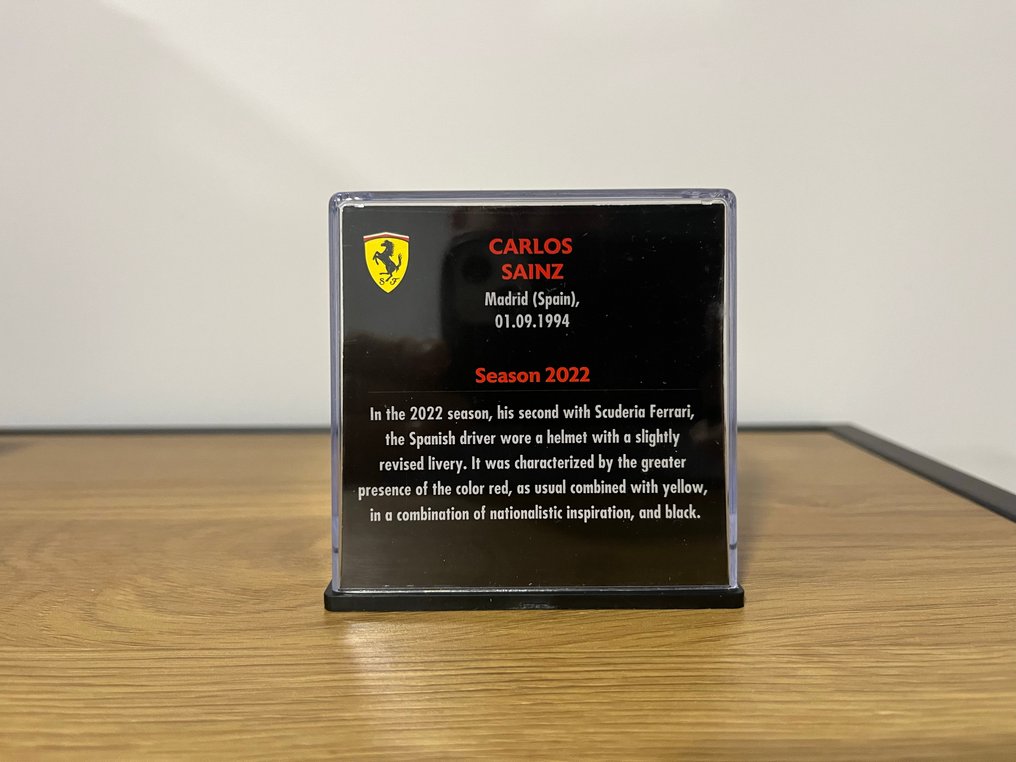 S F
CARLOS
SAINZ
Madrid (Spain),
01.09.1994
Season 2022
In the 2022 season, his second with Scuderia Ferrari,
the Spanish driver wore a helmet with a slightly
revised livery. It was characterized by the greater
presence of the color red, as usual combined with yellow,
in a combination of nationalistic inspiration, and black.